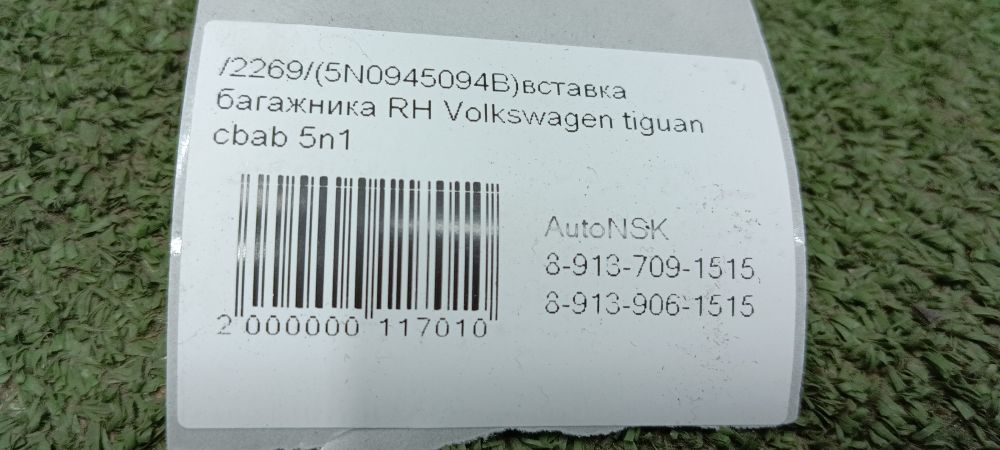 /2269/(5N0945094B)вставка
багажника RH Volkswagen tiguan
cbab 5n1
AutoNSK
8-913-709-1515,
8-913-906-1515
2 000000 117010